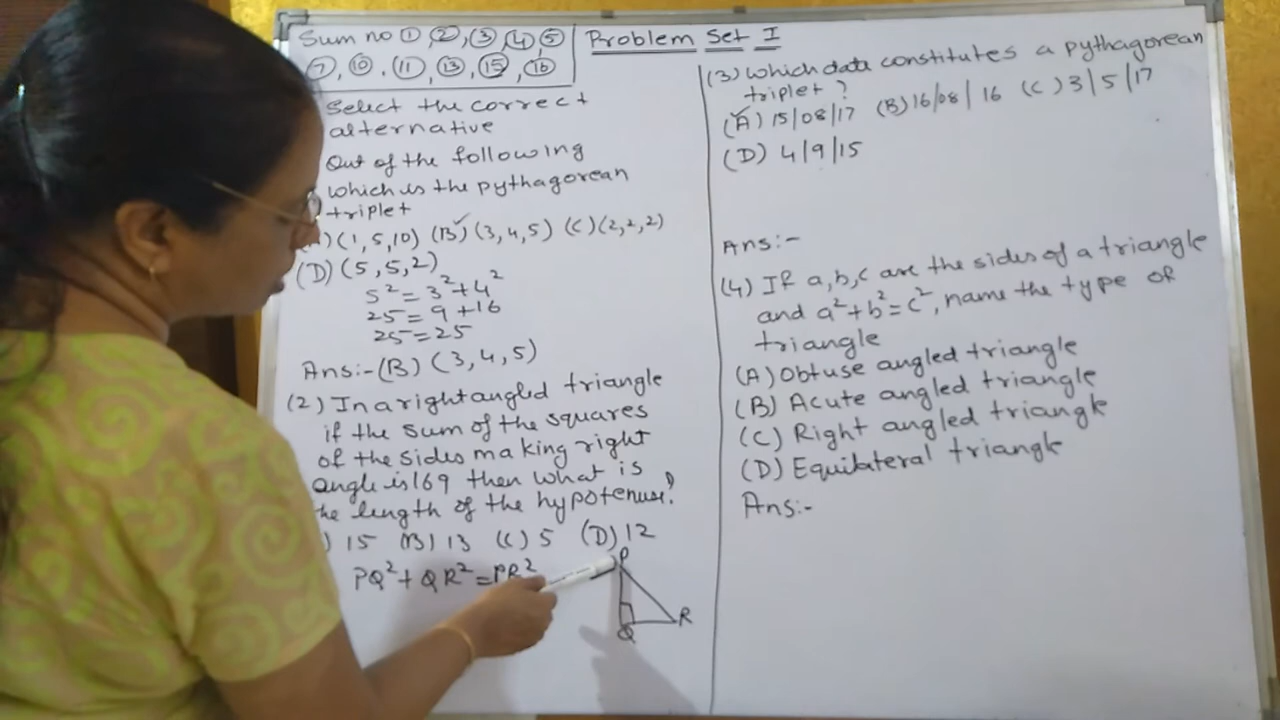 Sum no ① ,②, ③, ④, ⑤
⑦, ⑩, ⑪, ⑬, ⑮, ⑯
Problem Set I
Select the correct
alternative
Out of the following
which is the pythagorean
triplet
) (1, 5, 10) (B) ✓ (3, 4, 5) (C) (2, 2, 2)
(D) (5, 5, 2)
5² = 3² + 4²
25 = 9 + 16
25 = 25
Ans:- (B) (3, 4, 5)
(2) In a right angled triangle
if the sum of the squares
of the sides making right
angle is 169 then what is
the length of the hypotenuse?
) 15 (B) 13 (C) 5 (D) 12
PQ² + QR² = PR²
P
Q
R
(3) which data constitutes a pythagorean
triplet ?
(A) ✓ 15/08/17 (B) 16/08/16 (C) 3/5/17
(D) 4/9/15
Ans:-
(4) If a, b, c are the sides of a triangle
and a² + b² = c², name the type of
triangle
(A) Obtuse angled triangle
(B) Acute angled triangle
(C) Right angled triangle
(D) Equilateral triangle
Ans:-